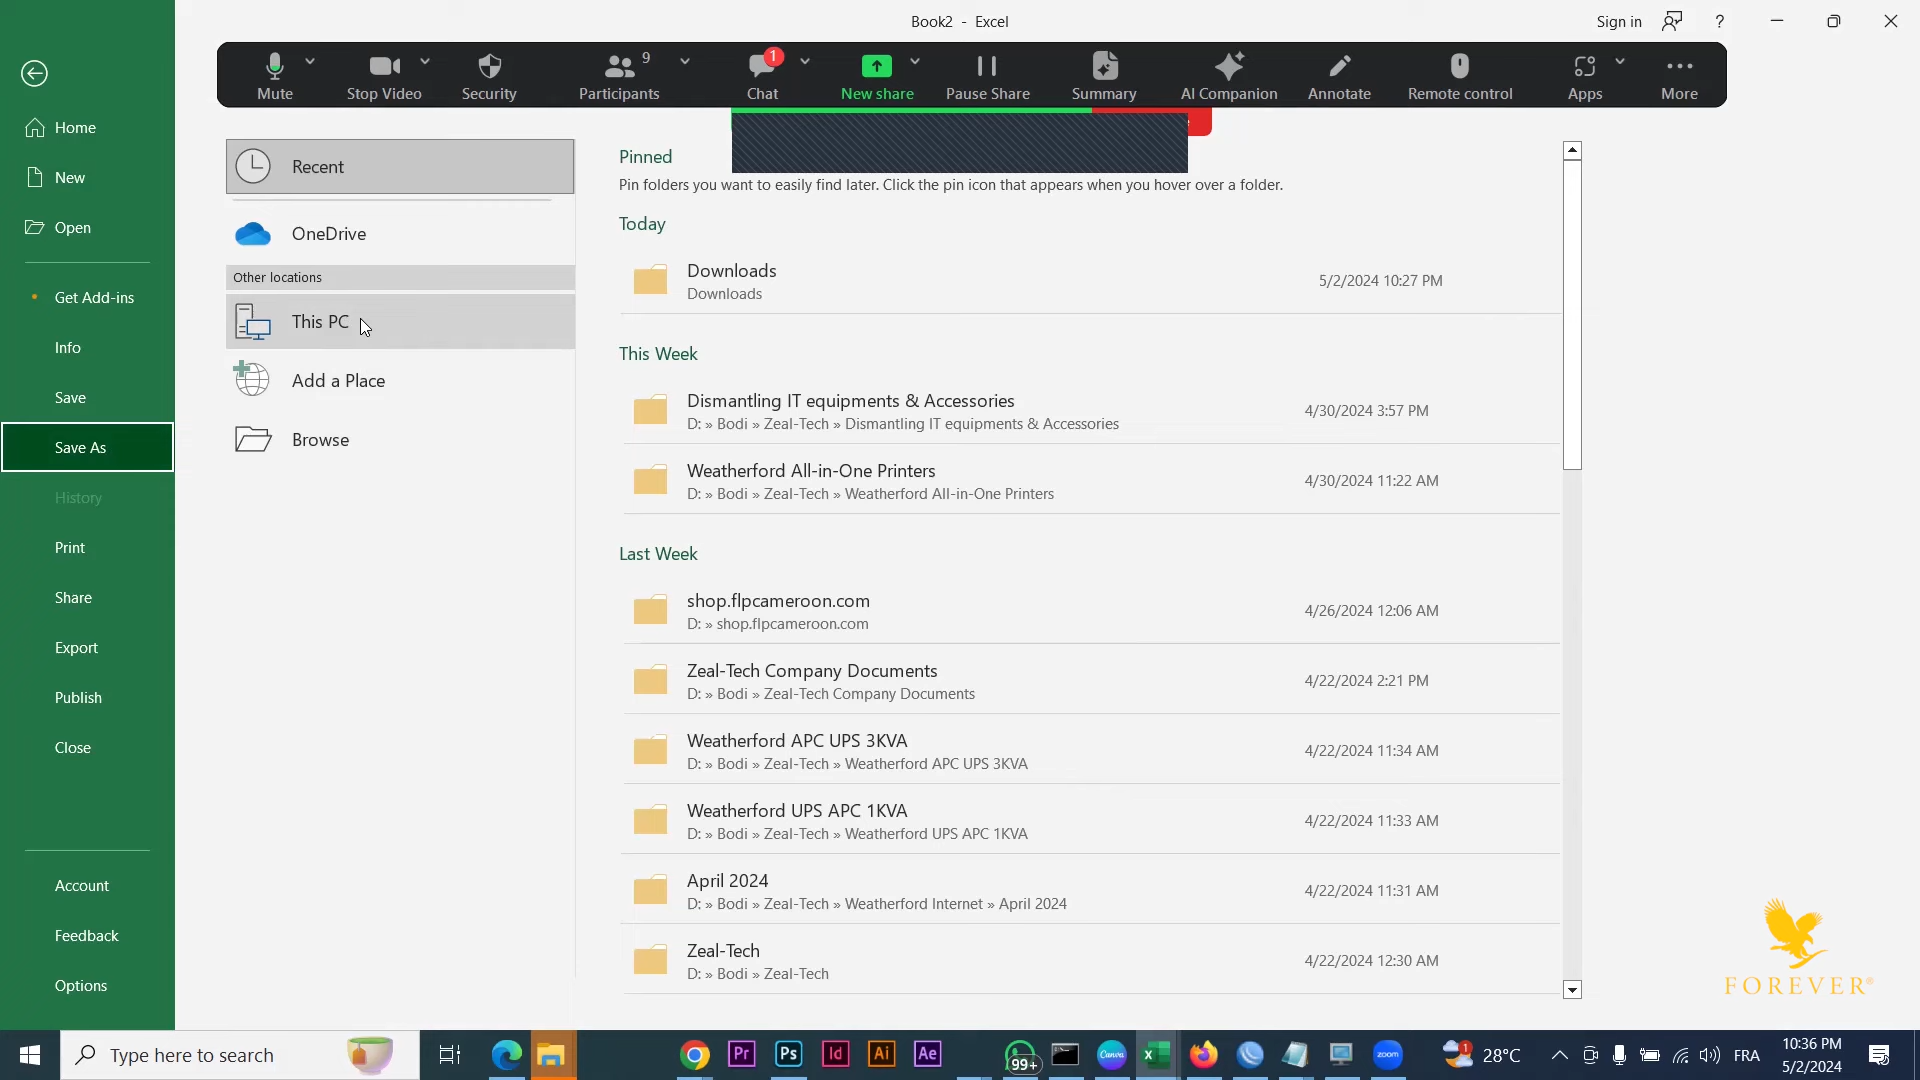 Book2 - Excel
Sign in
?
Mute
Stop Video
Security
Participants 9
Chat 1
New share
Pause Share
Summary
AI Companion
Annotate
Remote control
Apps
More
Home
New
Open
Get Add-ins
Info
Save
Save As
History
Print
Share
Export
Publish
Close
Account
Feedback
Options
Recent
OneDrive
Other locations
This PC
Add a Place
Browse
Pinned
Pin folders you want to easily find later. Click the pin icon that appears when you hover over a folder.
Today
Downloads
Downloads
5/2/2024 10:27 PM
This Week
Dismantling IT equipments & Accessories
D: » Bodi » Zeal-Tech » Dismantling IT equipments & Accessories
4/30/2024 3:57 PM
Weatherford All-in-One Printers
D: » Bodi » Zeal-Tech » Weatherford All-in-One Printers
4/30/2024 11:22 AM
Last Week
shop.flpcameroon.com
D: » shop.flpcameroon.com
4/26/2024 12:06 AM
Zeal-Tech Company Documents
D: » Bodi » Zeal-Tech Company Documents
4/22/2024 2:21 PM
Weatherford APC UPS 3KVA
D: » Bodi » Zeal-Tech » Weatherford APC UPS 3KVA
4/22/2024 11:34 AM
Weatherford UPS APC 1KVA
D: » Bodi » Zeal-Tech » Weatherford UPS APC 1KVA
4/22/2024 11:33 AM
April 2024
D: » Bodi » Zeal-Tech » Weatherford Internet » April 2024
4/22/2024 11:31 AM
Zeal-Tech
D: » Bodi » Zeal-Tech
4/22/2024 12:30 AM
FOREVER®
Type here to search
Pr
Ps
Id
Ai
Ae
99+
Canva
zoom
1
28°C
FRA
10:36 PM
5/2/2024